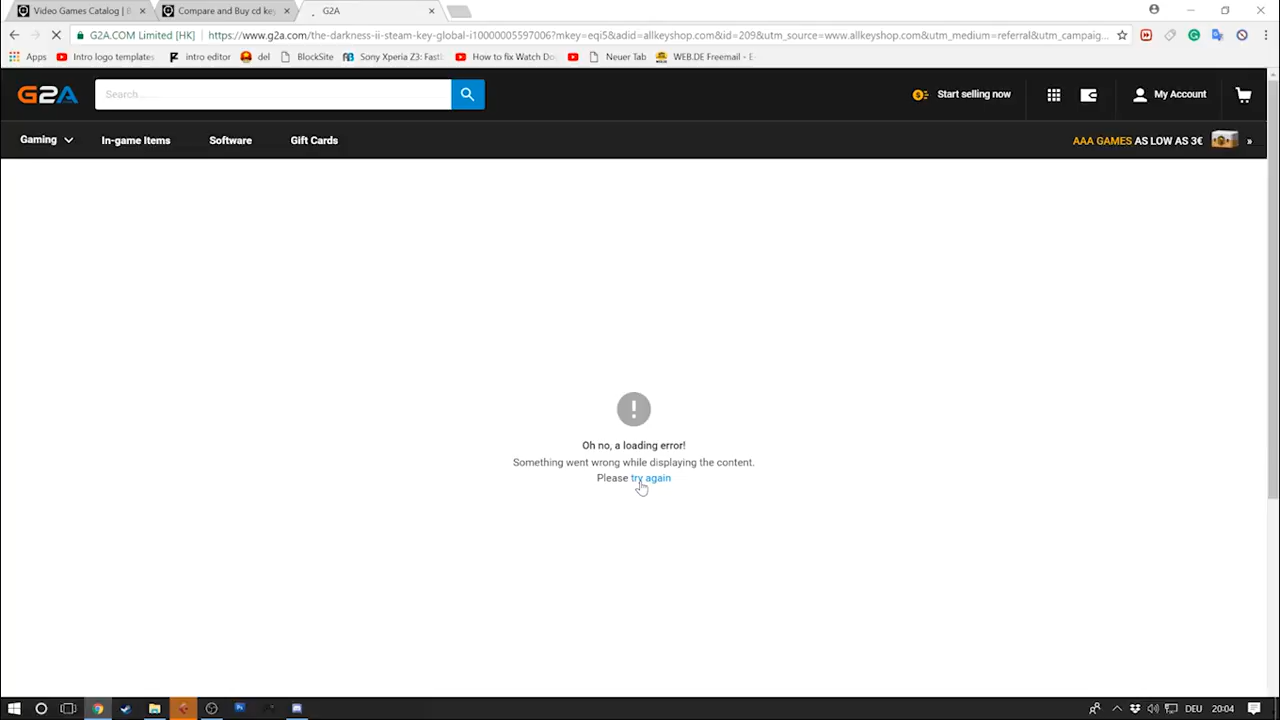 Video Games Catalog | B
Compare and Buy cd key
G2A
G2A.COM Limited [HK]
https://www.g2a.com/the-darkness-ii-steam-key-global-i10000005597006?mkey=eqi5&adid=allkeyshop.com&id=209&utm_source=www.allkeyshop.com&utm_medium=referral&utm_campaig...
Apps
Intro logo templates
intro editor
del
BlockSite
Sony Xperia Z3: Fastb
How to fix Watch Do
Neuer Tab
WEB.DE Freemail - E
G2A
Search...
Start selling now
My Account
Gaming
In-game Items
Software
Gift Cards
AAA GAMES AS LOW AS 3€ »
Oh no, a loading error!
Something went wrong while displaying the content.
Please try again
DEU
20:04